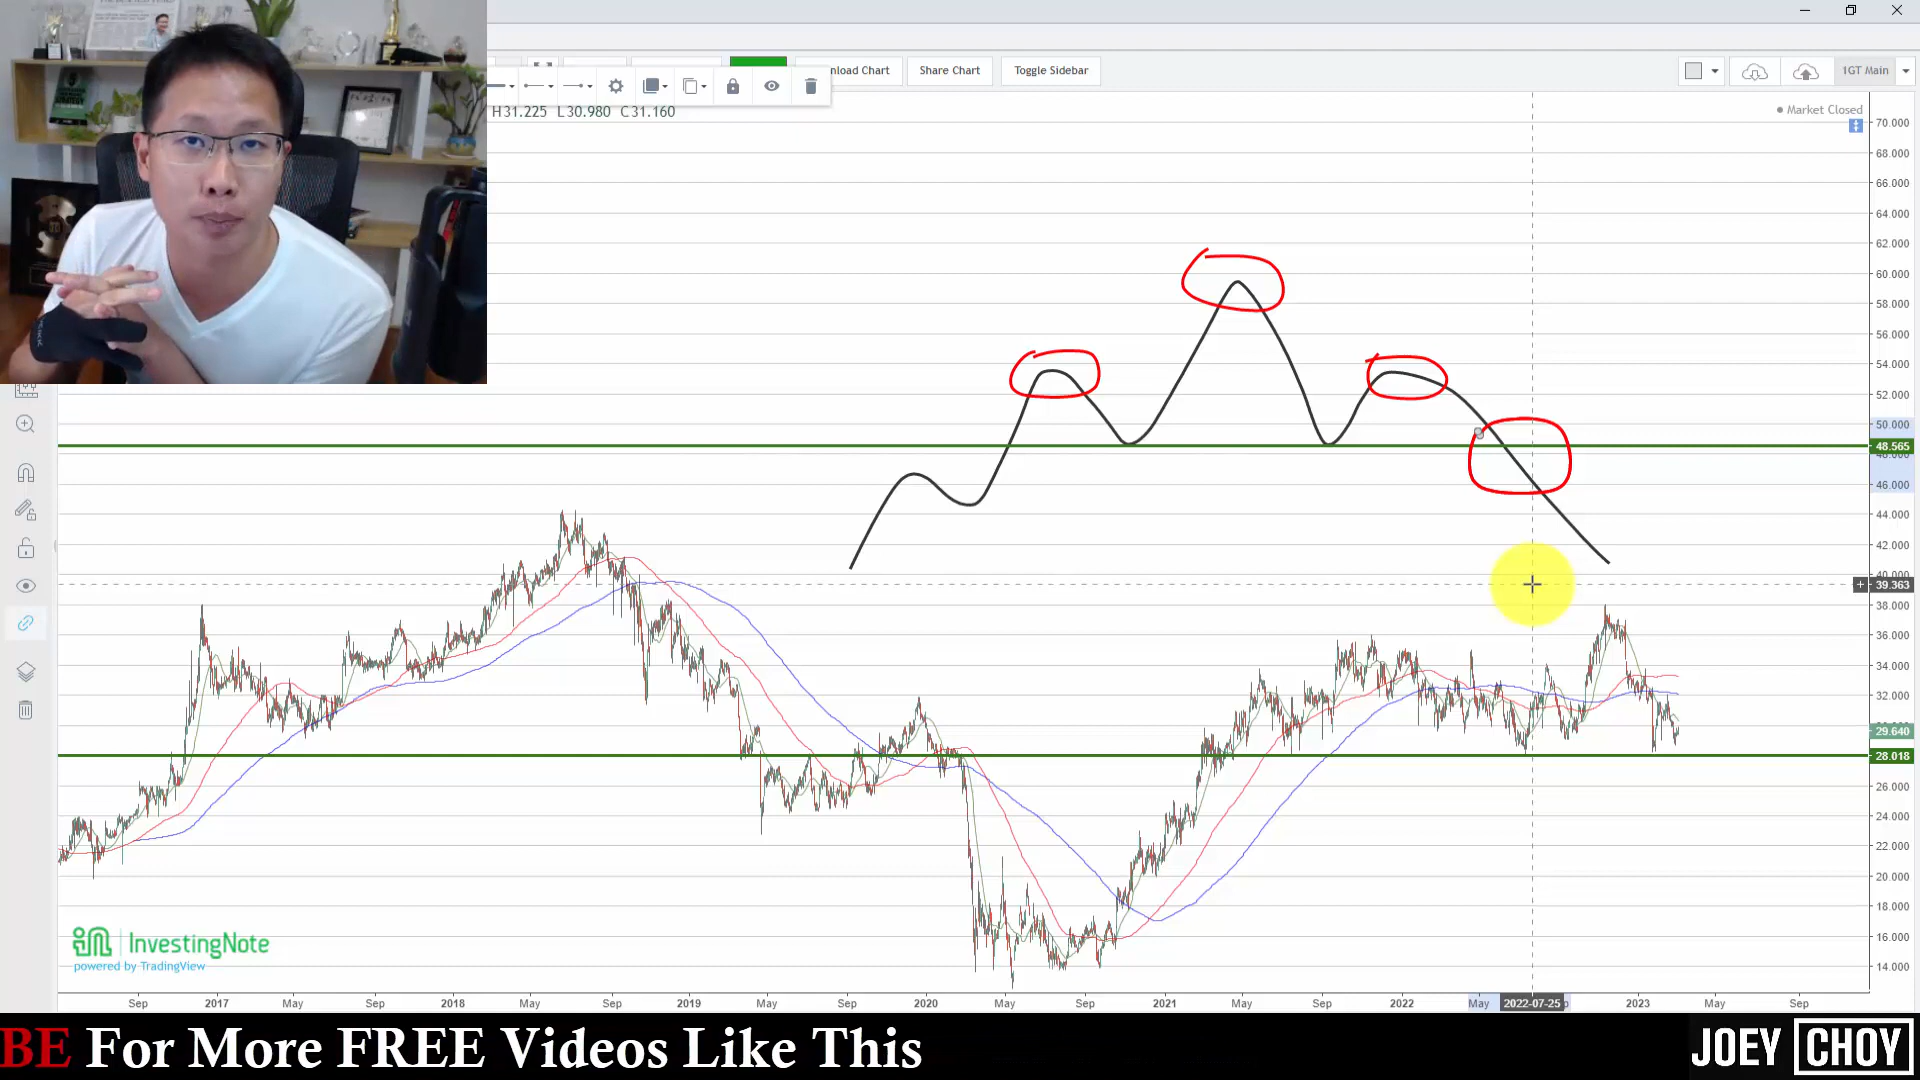 nload Chart
Share Chart
Toggle Sidebar
1GT Main
H31.225 L30.980 C31.160
Market Closed
70.000
68.000
66.000
64.000
62.000
60.000
58.000
56.000
54.000
52.000
50.000
48.565
48.000
46.000
44.000
42.000
40.000
39.363
38.000
36.000
34.000
32.000
29.640
28.018
26.000
24.000
22.000
20.000
18.000
16.000
14.000
InvestingNote
powered by TradingView
Sep 2017 May Sep 2018 May Sep 2019 May Sep 2020 May Sep 2021 May Sep 2022 May 2022-07-25 2023 May Sep
BE For More FREE Videos Like This
JOEY CHOY